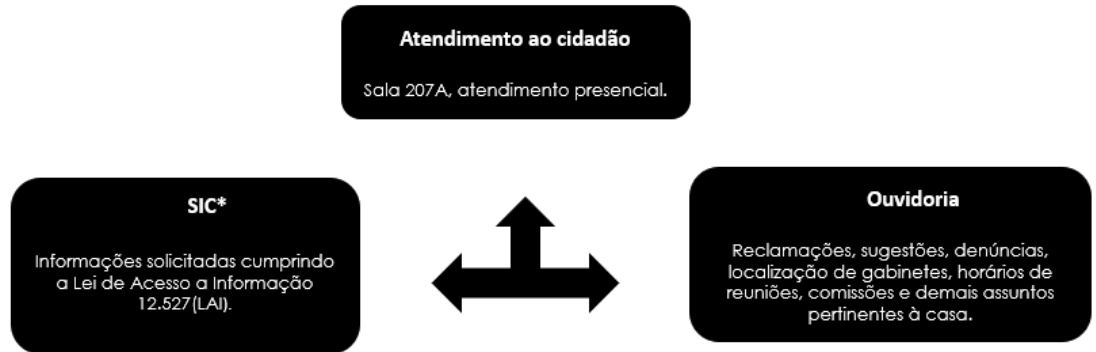 Atendimento ao cidadão
Sala 207A, atendimento presencial.
SIC*
Informações solicitadas cumprindo
a Lei de Acesso a Informação
12.527(LAI).
Ouvidoria
Reclamações, sugestões, denúncias,
localização de gabinetes, horários de
reuniões, comissões e demais assuntos
pertinentes à casa.